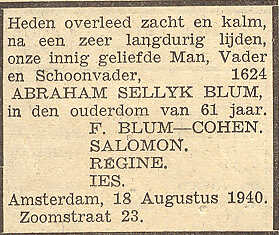 Heden overleed zacht en kalm,
na een zeer langdurig lijden,
onze innig geliefde Man, Vader
en Schoonvader, 1624
ABRAHAM SELLYK BLUM,
in den ouderdom van 61 jaar.
F. BLUM—COHEN.
SALOMON.
REGINE.
IES.
Amsterdam, 18 Augustus 1940.
Zoomstraat 23.